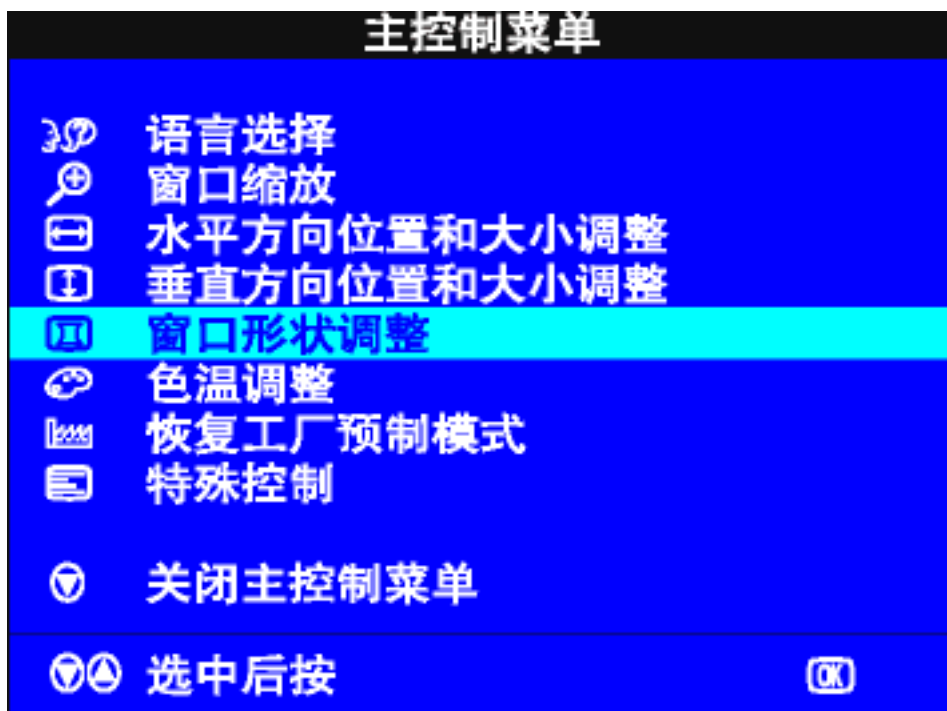 主控制菜单
语言选择
窗口缩放
水平方向位置和大小调整
垂直方向位置和大小调整
窗口形状调整
色温调整
恢复工厂预制模式
特殊控制
关闭主控制菜单
选中后按 OK